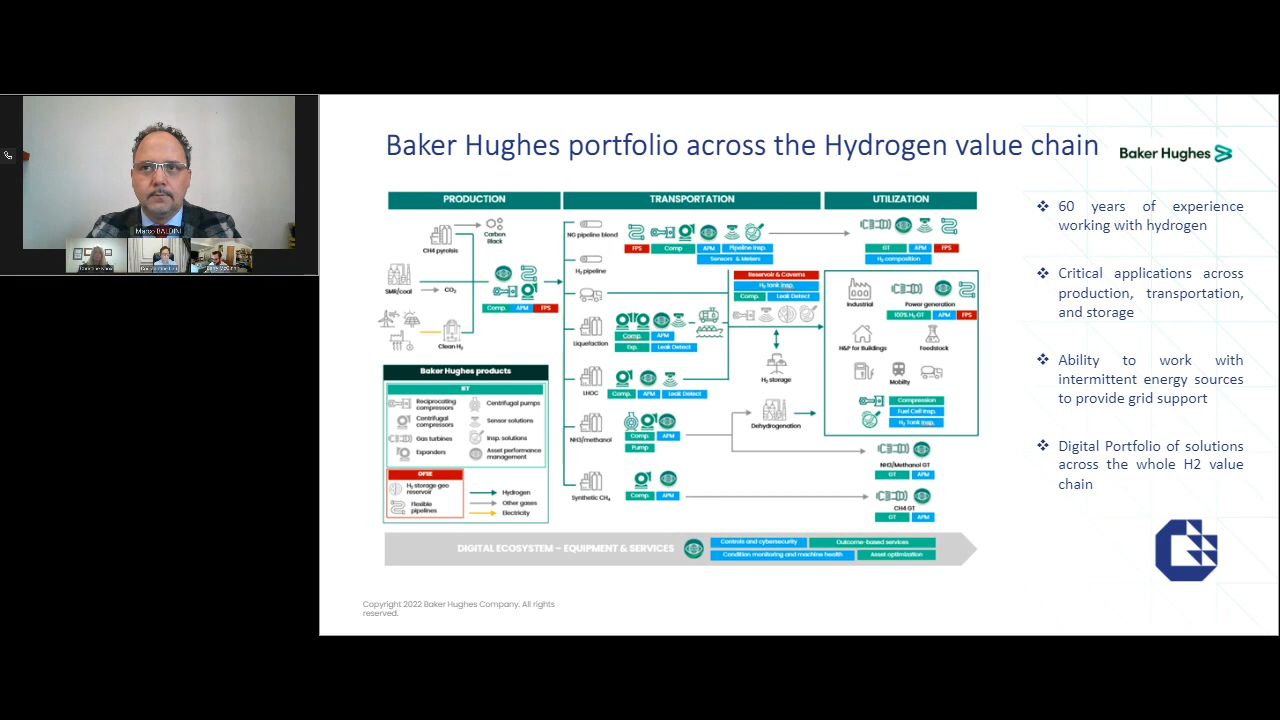 Marco BALDINI
Baker Hughes portfolio across the Hydrogen value chain
Baker Hughes
PRODUCTION
TRANSPORTATION
UTILIZATION
CH4 pyrolsis
Carbon
Black
SMR/coal
CO₂
Clean H₂
Comp.
APM
FPS
NG pipeline blend
FPS
Comp
APM
Pipeline Insp.
Sensors & Meters
H₂ pipeline
Reservoir & Caverns
H₂ tank insp.
Comp.
Leak Detect
Liquefaction
Comp.
APM
Exp.
Leak Detect
H₂ storage
LHOC
Comp.
APM
Leak Detect
NH3/methanol
Comp.
APM
Pump
Dehydrogenation
Synthetic CH₄
Comp.
APM
GT
APM
FPS
H₂ composition
Industrial
Power generation
100% H₂ GT
APM
FPS
H&P for Buildings
Feedstock
Mobility
Compression
Fuel Cell Insp.
H₂ Tank Insp.
NH3/Methanol GT
GT
APM
CH4 GT
GT
APM
Baker Hughes products
IET
Reciprocating
compressors
Centrifugal pumps
Centrifugal
compressors
Sensor solutions
Gas turbines
Insp. solutions
Expanders
Asset performance
management
OFSE
H₂ storage geo
reservoir
Flexible
pipelines
Hydrogen
Other gases
Electricity
DIGITAL ECOSYSTEM – EQUIPMENT & SERVICES
Controls and cybersecurity
Outcome-based services
Condition monitoring and machine health
Asset optimization
❖ 60 years of experience
working with hydrogen
❖ Critical applications across
production, transportation,
and storage
❖ Ability to work with
intermittent energy sources
to provide grid support
❖ Digital Portfolio of solutions
across the whole H2 value
chain
Copyright 2022 Baker Hughes Company. All rights
reserved.